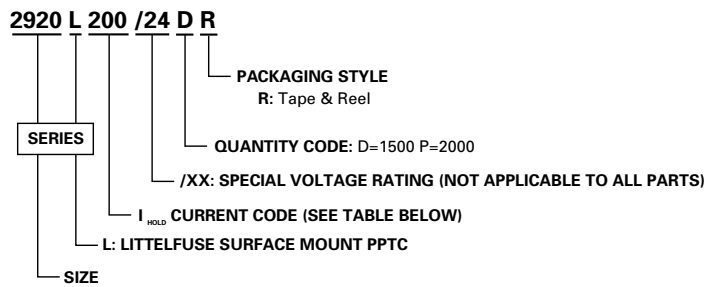 2920 L 200 /24 D R
PACKAGING STYLE
R: Tape & Reel
SERIES
QUANTITY CODE: D=1500 P=2000
/XX: SPECIAL VOLTAGE RATING (NOT APPLICABLE TO ALL PARTS)
I HOLD CURRENT CODE (SEE TABLE BELOW)
L: LITTELFUSE SURFACE MOUNT PPTC
SIZE